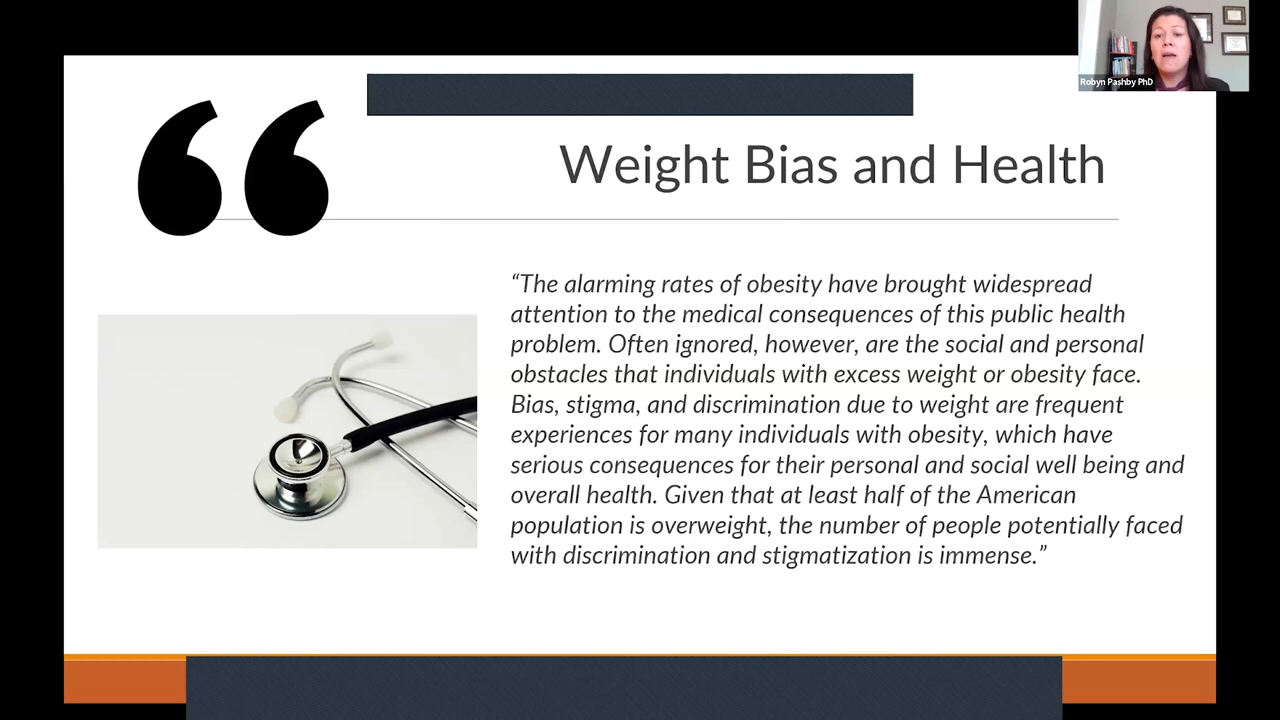 Robyn Pashby PhD
Weight Bias and Health
“The alarming rates of obesity have brought widespread
attention to the medical consequences of this public health
problem. Often ignored, however, are the social and personal
obstacles that individuals with excess weight or obesity face.
Bias, stigma, and discrimination due to weight are frequent
experiences for many individuals with obesity, which have
serious consequences for their personal and social well being and
overall health. Given that at least half of the American
population is overweight, the number of people potentially faced
with discrimination and stigmatization is immense.”